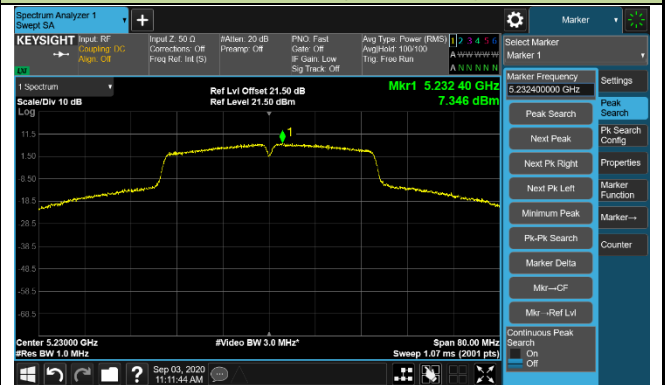 Spectrum Analyzer 1
Swept SA
Marker
KEYSIGHT
Input: RF
Coupling: DC
Align: Off
Input Z: 50 Ω
Corrections: Off
Freq Ref: Int (S)
#Atten: 20 dB
Preamp: Off
PNO: Fast
Gate: Off
IF Gain: Low
Sig Track: Off
Avg Type: Power (RMS)
Avg|Hold: 100/100
Trig: Free Run
1 2 3 4 5 6
A W W W W W
A N N N N N
LXI
1 Spectrum
Scale/Div 10 dB
Log
Ref Lvl Offset 21.50 dB
Ref Level 21.50 dBm
Mkr1 5.232 40 GHz
7.346 dBm
1
11.5
1.50
-8.50
-18.5
-28.5
-38.5
-48.5
-58.5
-68.5
Center 5.23000 GHz
#Res BW 1.0 MHz
#Video BW 3.0 MHz*
Span 80.00 MHz
Sweep 1.07 ms (2001 pts)
Select Marker
Marker 1
Marker Frequency
5.232400000 GHz
Peak Search
Next Peak
Next Pk Right
Next Pk Left
Minimum Peak
Pk-Pk Search
Marker Delta
Mkr→CF
Mkr→Ref Lvl
Continuous Peak
Search
On
Off
Settings
Peak
Search
Pk Search
Config
Properties
Marker
Function
Marker→
Counter
Sep 03, 2020
11:11:44 AM